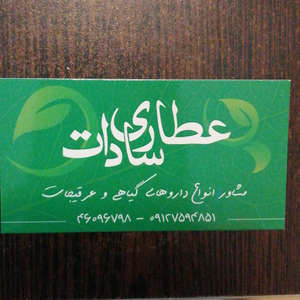 عطاری سادات
مشاور انواع داروهای گیاهی و عرقیجات
۰۹۱۲۷۵۹۴۸۵۱ - ۴۶۰۹۶۷۹۸